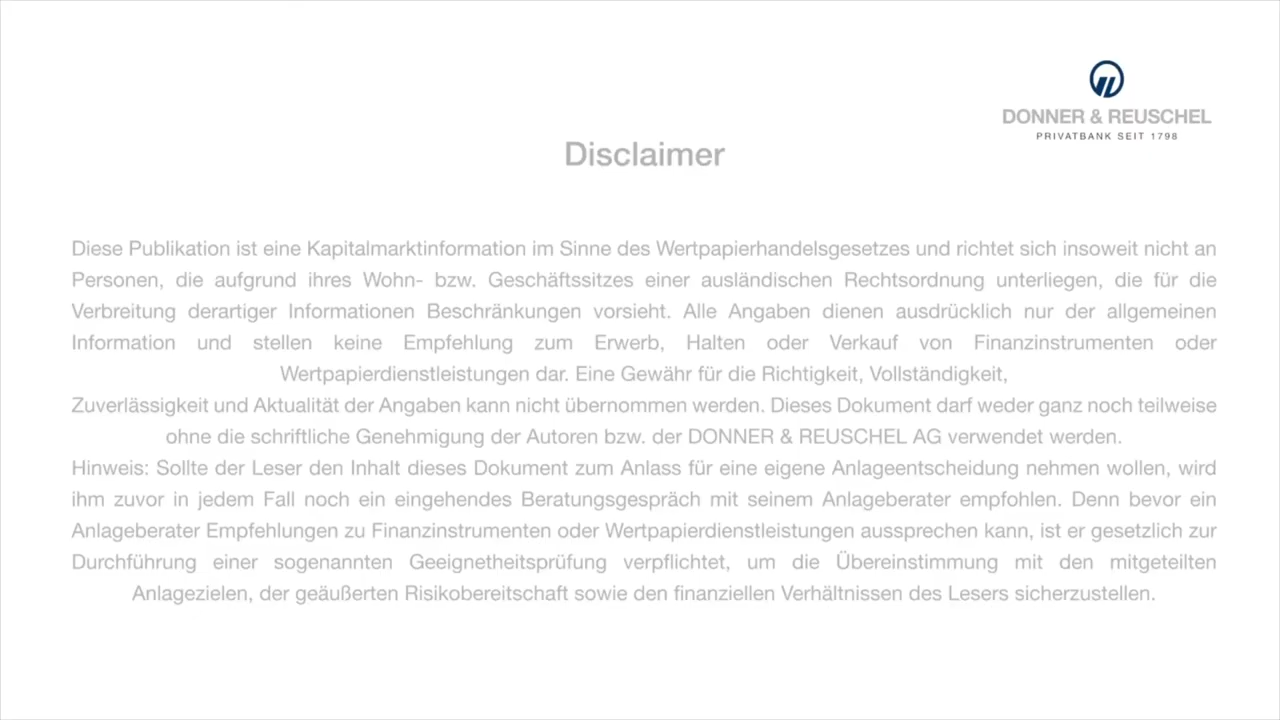 DONNER & REUSCHEL
PRIVATBANK SEIT 1798
Disclaimer
Diese Publikation ist eine Kapitalmarktinformation im Sinne des Wertpapierhandelsgesetzes und richtet sich insoweit nicht an
Personen, die aufgrund ihres Wohn- bzw. Geschäftssitzes einer ausländischen Rechtsordnung unterliegen, die für die
Verbreitung derartiger Informationen Beschränkungen vorsieht. Alle Angaben dienen ausdrücklich nur der allgemeinen
Information und stellen keine Empfehlung zum Erwerb, Halten oder Verkauf von Finanzinstrumenten oder
Wertpapierdienstleistungen dar. Eine Gewähr für die Richtigkeit, Vollständigkeit,
Zuverlässigkeit und Aktualität der Angaben kann nicht übernommen werden. Dieses Dokument darf weder ganz noch teilweise
ohne die schriftliche Genehmigung der Autoren bzw. der DONNER & REUSCHEL AG verwendet werden.
Hinweis: Sollte der Leser den Inhalt dieses Dokument zum Anlass für eine eigene Anlageentscheidung nehmen wollen, wird
ihm zuvor in jedem Fall noch ein eingehendes Beratungsgespräch mit seinem Anlageberater empfohlen. Denn bevor ein
Anlageberater Empfehlungen zu Finanzinstrumenten oder Wertpapierdienstleistungen aussprechen kann, ist er gesetzlich zur
Durchführung einer sogenannten Geeignetheitsprüfung verpflichtet, um die Übereinstimmung mit den mitgeteilten
Anlagezielen, der geäußerten Risikobereitschaft sowie den finanziellen Verhältnissen des Lesers sicherzustellen.